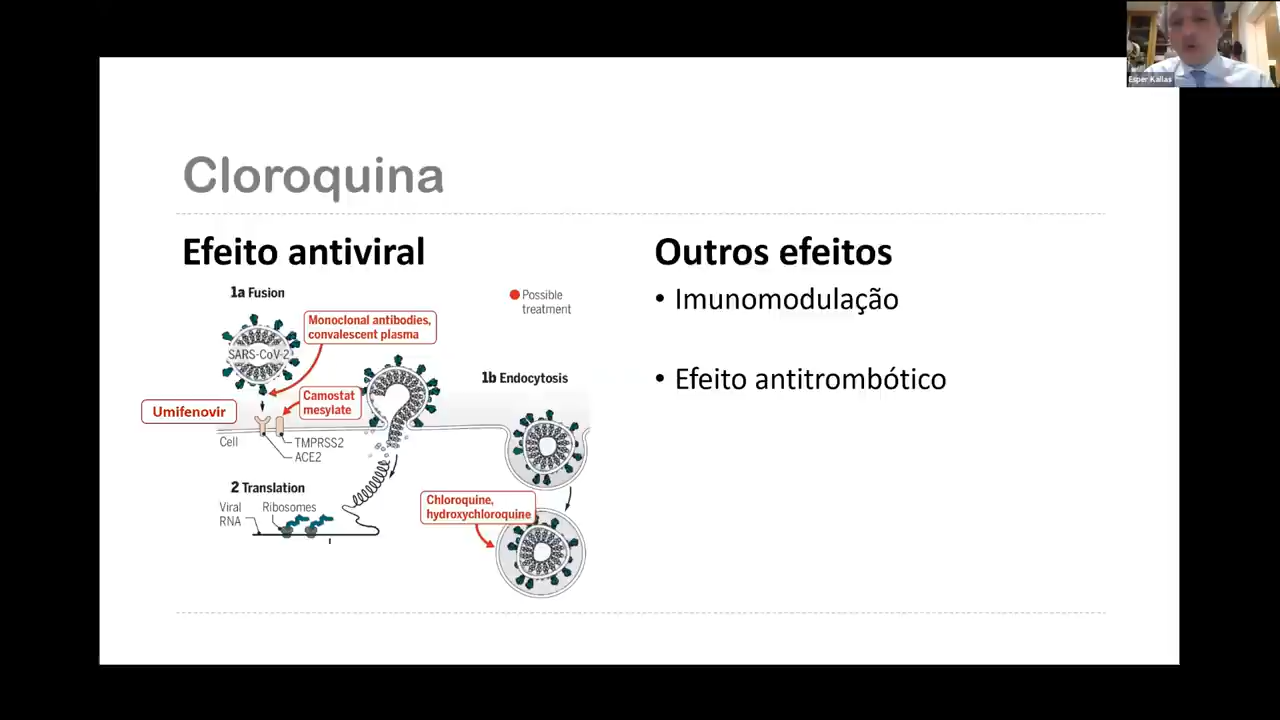 Esper Kallas
Cloroquina
Efeito antiviral
1a Fusion
Possible
treatment
Monoclonal antibodies,
convalescent plasma
SARS-CoV-2
1b Endocytosis
Camostat
mesylate
Umifenovir
Cell
TMPRSS2
ACE2
2 Translation
Viral
RNA
Ribosomes
Chloroquine,
hydroxychloroquine
Outros efeitos
• Imunomodulação
• Efeito antitrombótico